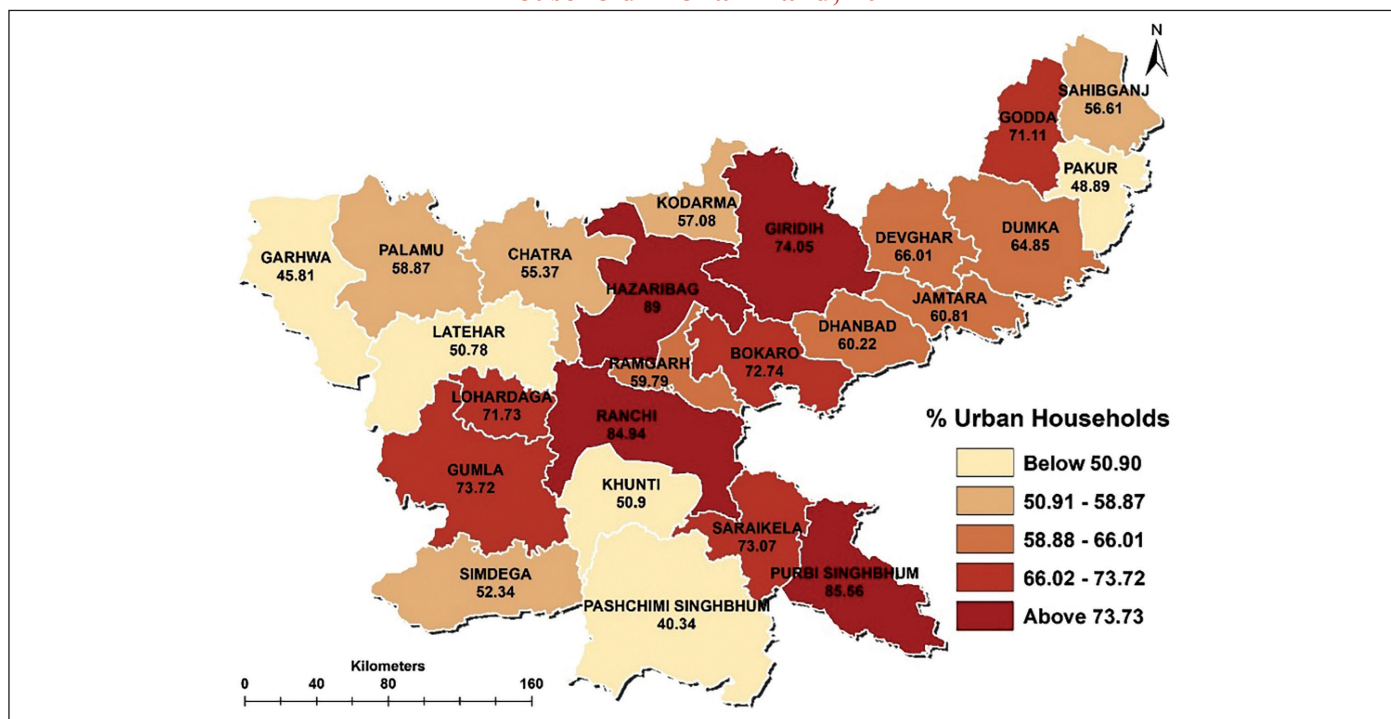 N
SAHIBGANJ
56.61
GODDA
71.11
PAKUR
48.89
KODARMA
57.08
GIRIDIH
74.05
DEVGHAR
66.01
DUMKA
64.85
GARHWA
45.81
PALAMU
58.87
CHATRA
55.37
HAZARIBAG
89
JAMTARA
60.81
LATEHAR
50.78
DHANBAD
60.22
BOKARO
72.74
RAMGARH
59.79
LOHARDAGA
71.73
RANCHI
84.94
GUMLA
73.72
KHUNTI
50.9
SARAIKELA
73.07
PURBI SINGHBHUM
85.56
SIMDEGA
52.34
PASHCHIMI SINGHBHUM
40.34
% Urban Households
Below 50.90
50.91 - 58.87
58.88 - 66.01
66.02 - 73.72
Above 73.73
Kilometers
0 40 80 160